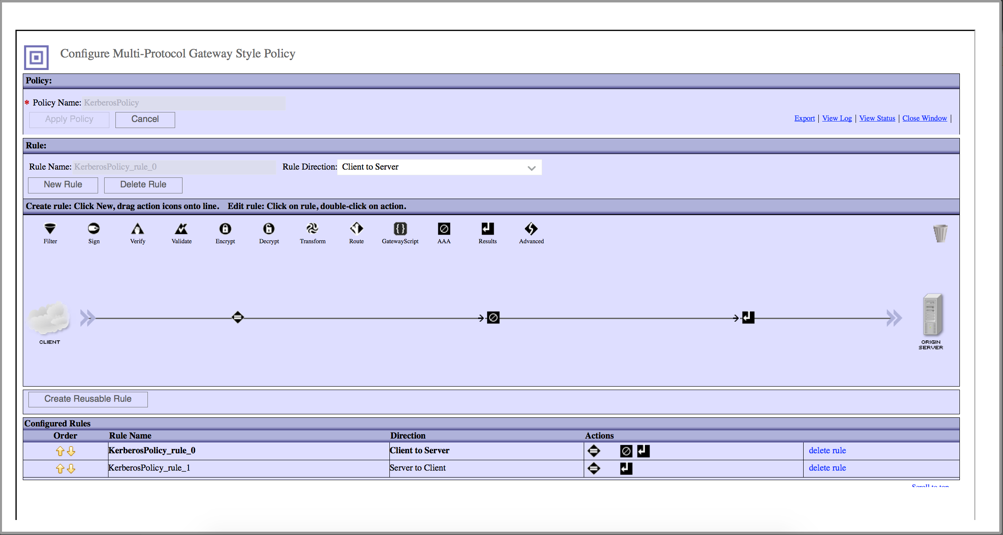 Configure Multi-Protocol Gateway Style Policy
Policy:
* Policy Name: KerberosPolicy
Apply Policy Cancel Export | View Log | View Status | Close Window |
Rule:
Rule Name: KerberosPolicy_rule_0 Rule Direction: Client to Server
New Rule Delete Rule
Create rule: Click New, drag action icons onto line. Edit rule: Click on rule, double-click on action.
Filter Sign Verify Validate Encrypt Decrypt Transform Route GatewayScript AAA Results Advanced
CLIENT
ORIGIN
SERVER
Create Reusable Rule
Configured Rules
Order Rule Name Direction Actions
KerberosPolicy_rule_0 Client to Server delete rule
KerberosPolicy_rule_1 Server to Client delete rule
Scroll to top